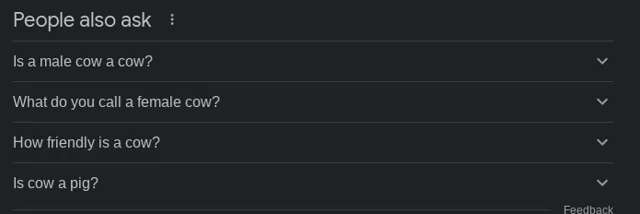 People also ask
Is a male cow a cow?
What do you call a female cow?
How friendly is a cow?
Is cow a pig?
Feedback